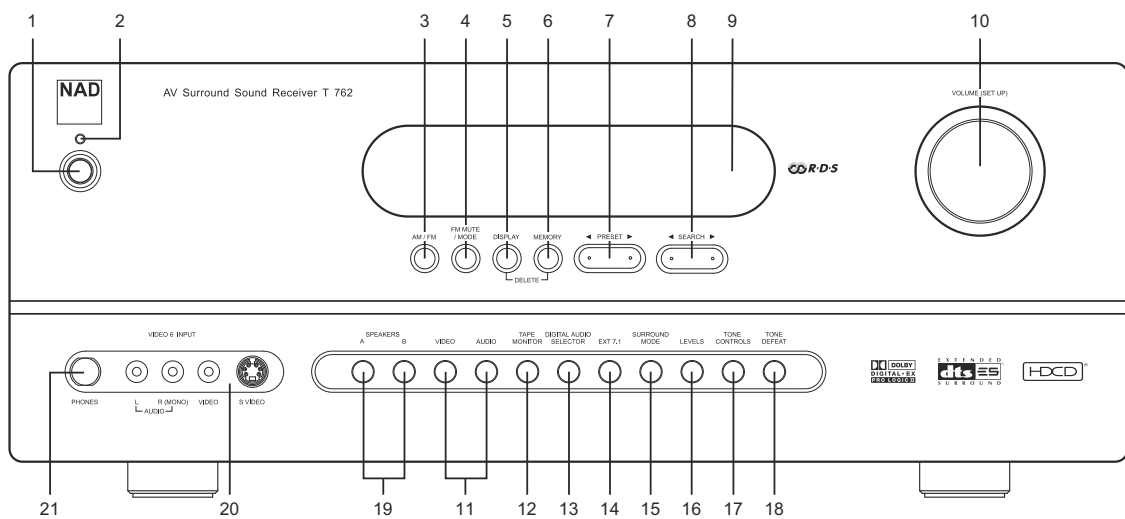 1 2 3 4 5 6 7 8 9 10
NAD
AV Surround Sound Receiver T 762
VOLUME (SET UP)
R·D·S
AM / FM
FM MUTE
/ MODE
DISPLAY
MEMORY
◄ PRESET ►
◄ SEARCH ►
DELETE
VIDEO 6 INPUT
PHONES
L
R (MONO)
AUDIO
VIDEO
S VIDEO
SPEAKERS
A
B
VIDEO
AUDIO
TAPE
MONITOR
DIGITAL AUDIO
SELECTOR
EXT 7.1
SURROUND
MODE
LEVELS
TONE
CONTROLS
TONE
DEFEAT
DOLBY
DIGITAL•EX
PRO LOGIC II
EXTENDED
dts ES
SURROUND
HDCD®
21 20 19 11 12 13 14 15 16 17 18